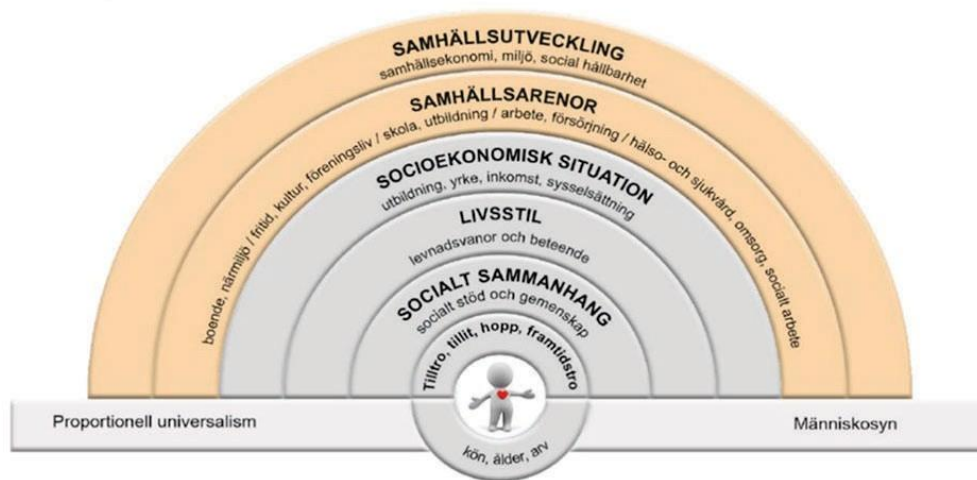 SAMHÄLLSUTVECKLING
samhällsekonomi, miljö, social hållbarhet
SAMHÄLLSARENOR
boende, närmiljö / fritid, kultur, föreningsliv / skola, utbildning / arbete, försörjning / hälso- och sjukvård, omsorg, socialt arbete
SOCIOEKONOMISK SITUATION
utbildning, yrke, inkomst, sysselsättning
LIVSSTIL
levnadsvanor och beteende
SOCIALT SAMMANHANG
socialt stöd och gemenskap
Tilltro, tillit, hopp, framtidstro
Proportionell universalism
Människosyn
kön, ålder, arv